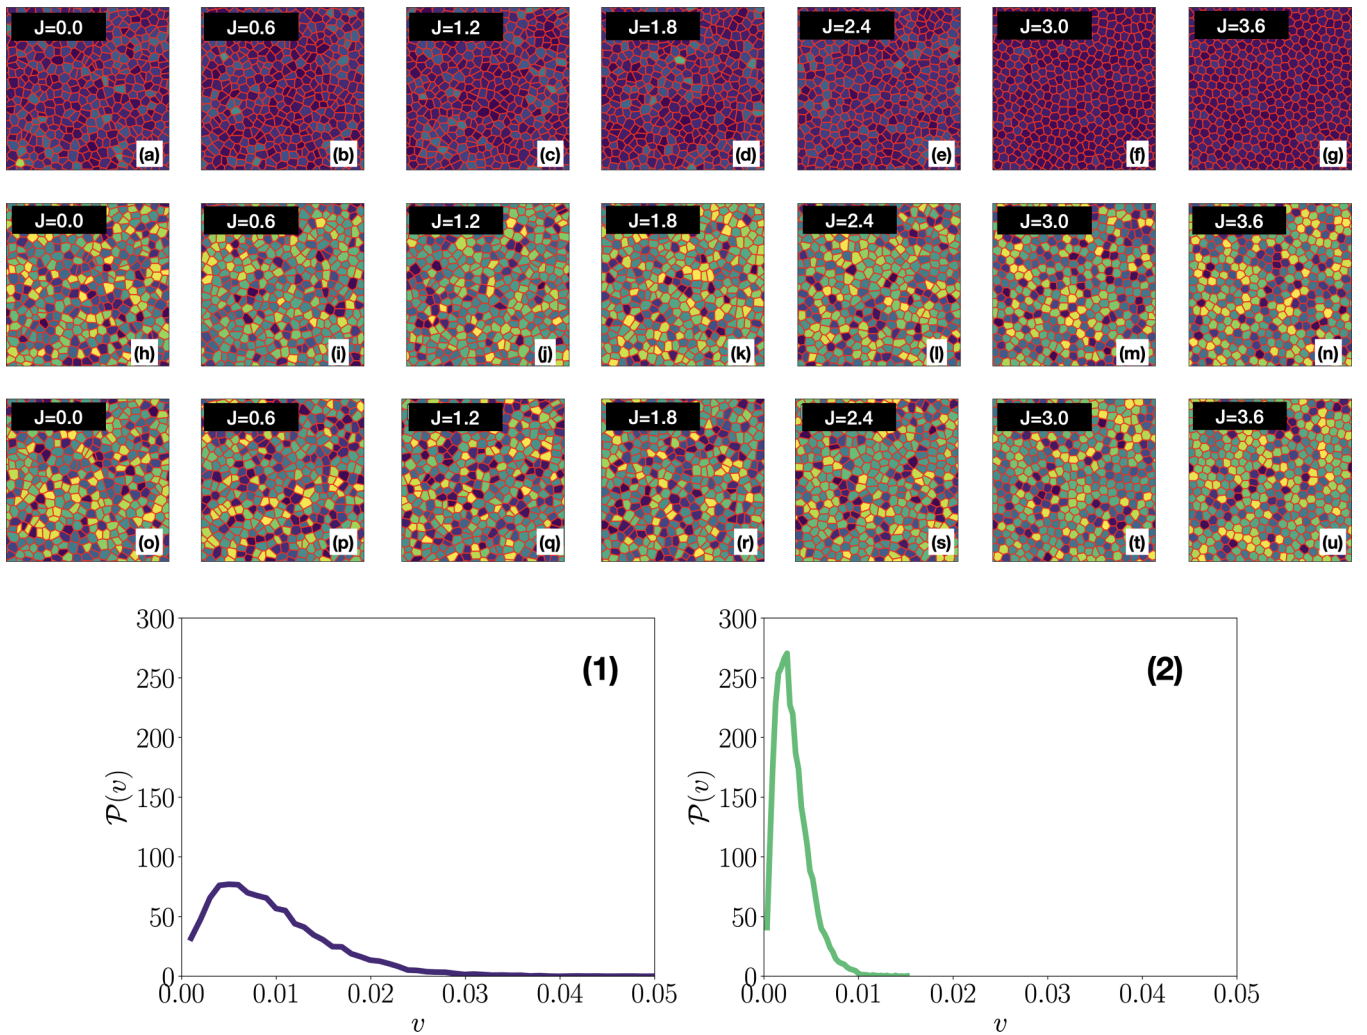 J=0.0 J=0.6 J=1.2 J=1.8 J=2.4 J=3.0 J=3.6
(a) (b) (c) (d) (e) (f) (g)
J=0.0 J=0.6 J=1.2 J=1.8 J=2.4 J=3.0 J=3.6
(h) (i) (j) (k) (l) (m) (n)
J=0.0 J=0.6 J=1.2 J=1.8 J=2.4 J=3.0 J=3.6
(o) (p) (q) (r) (s) (t) (u)
(1)
300
250
200
150
100
50
0
P(v)
0.00 0.01 0.02 0.03 0.04 0.05
v
(2)
300
250
200
150
100
50
0
P(v)
0.00 0.01 0.02 0.03 0.04 0.05
v